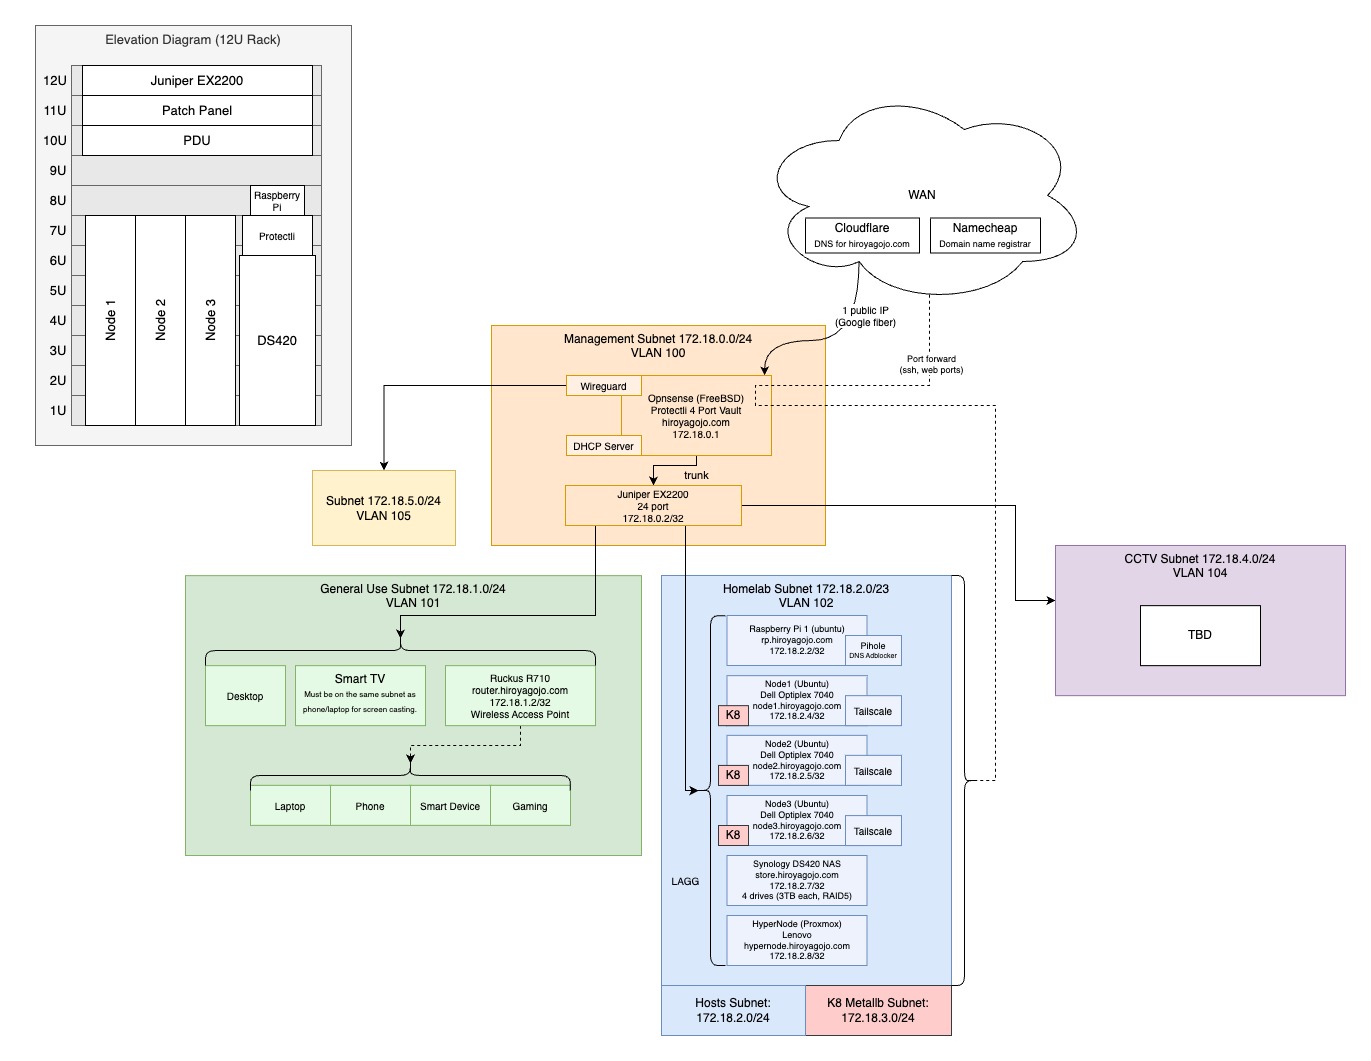 Elevation Diagram (12U Rack)
12U
Juniper EX2200
11U
Patch Panel
10U
PDU
9U
8U
Raspberry
Pi
7U
Protectli
6U
5U
4U
3U
2U
1U
Node 1
Node 2
Node 3
DS420
WAN
Cloudflare
DNS for hiroyagojo.com
Namecheap
Domain name registrar
1 public IP
(Google fiber)
Port forward
(ssh, web ports)
Management Subnet 172.18.0.0/24
VLAN 100
Wireguard
Opnsense (FreeBSD)
Protectli 4 Port Vault
hiroyagojo.com
172.18.0.1
DHCP Server
trunk
Juniper EX2200
24 port
172.18.0.2/32
Subnet 172.18.5.0/24
VLAN 105
General Use Subnet 172.18.1.0/24
VLAN 101
Desktop
Smart TV
Must be on the same subnet as
phone/laptop for screen casting.
Ruckus R710
router.hiroyagojo.com
172.18.1.2/32
Wireless Access Point
Laptop
Phone
Smart Device
Gaming
Homelab Subnet 172.18.2.0/23
VLAN 102
Raspberry Pi 1 (ubuntu)
rp.hiroyagojo.com
172.18.2.2/32
Pihole
DNS Adblocker
Node1 (Ubuntu)
Dell Optiplex 7040
node1.hiroyagojo.com
172.18.2.4/32
K8
Tailscale
Node2 (Ubuntu)
Dell Optiplex 7040
node2.hiroyagojo.com
172.18.2.5/32
K8
Tailscale
Node3 (Ubuntu)
Dell Optiplex 7040
node3.hiroyagojo.com
172.18.2.6/32
K8
Tailscale
LAGG
Synology DS420 NAS
store.hiroyagojo.com
172.18.2.7/32
4 drives (3TB each, RAID5)
HyperNode (Proxmox)
Lenovo
hypernode.hiroyagojo.com
172.18.2.8/32
Hosts Subnet:
172.18.2.0/24
K8 Metallb Subnet:
172.18.3.0/24
CCTV Subnet 172.18.4.0/24
VLAN 104
TBD